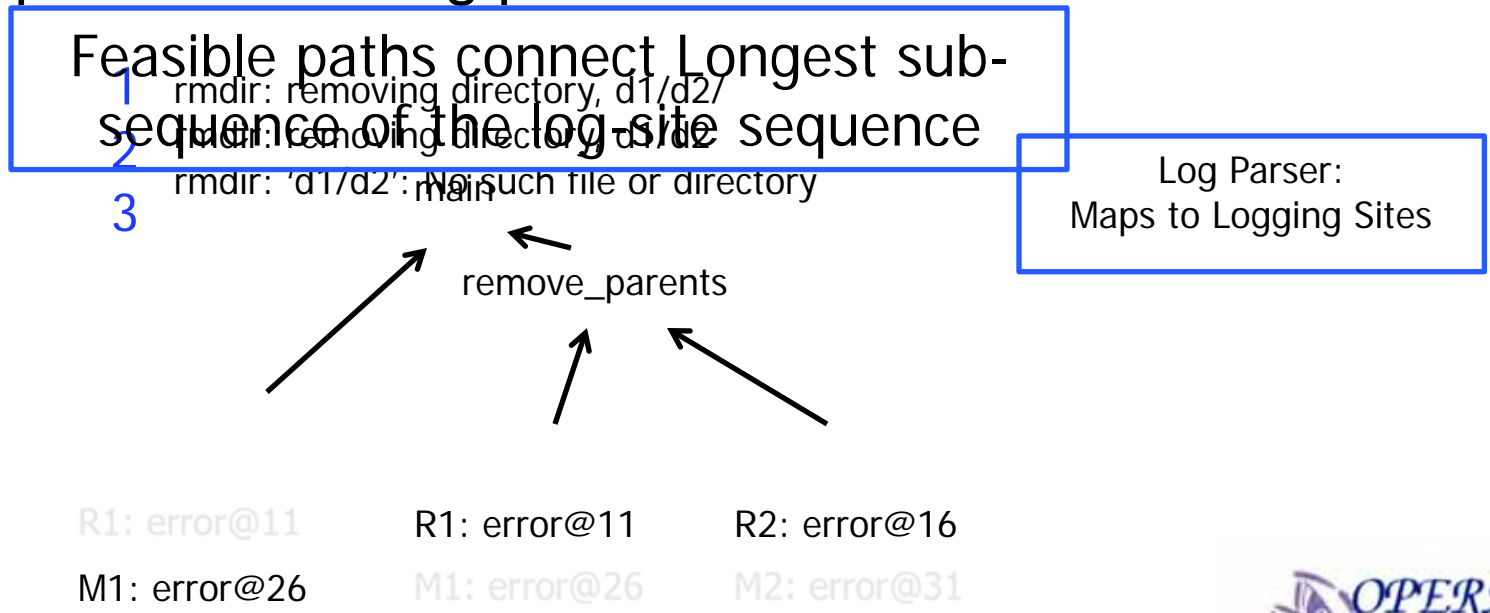 Feasible paths connect Longest sub-
sequence of the log-site sequence
1 rmdir: removing directory, d1/d2/
2 rmdir: removing directory, d1/d2
3 rmdir: ‘d1/d2’: No such file or directory
main
Log Parser:
Maps to Logging Sites
remove_parents
R1: error@11 R1: error@11 R2: error@16
M1: error@26 M1: error@26 M2: error@31